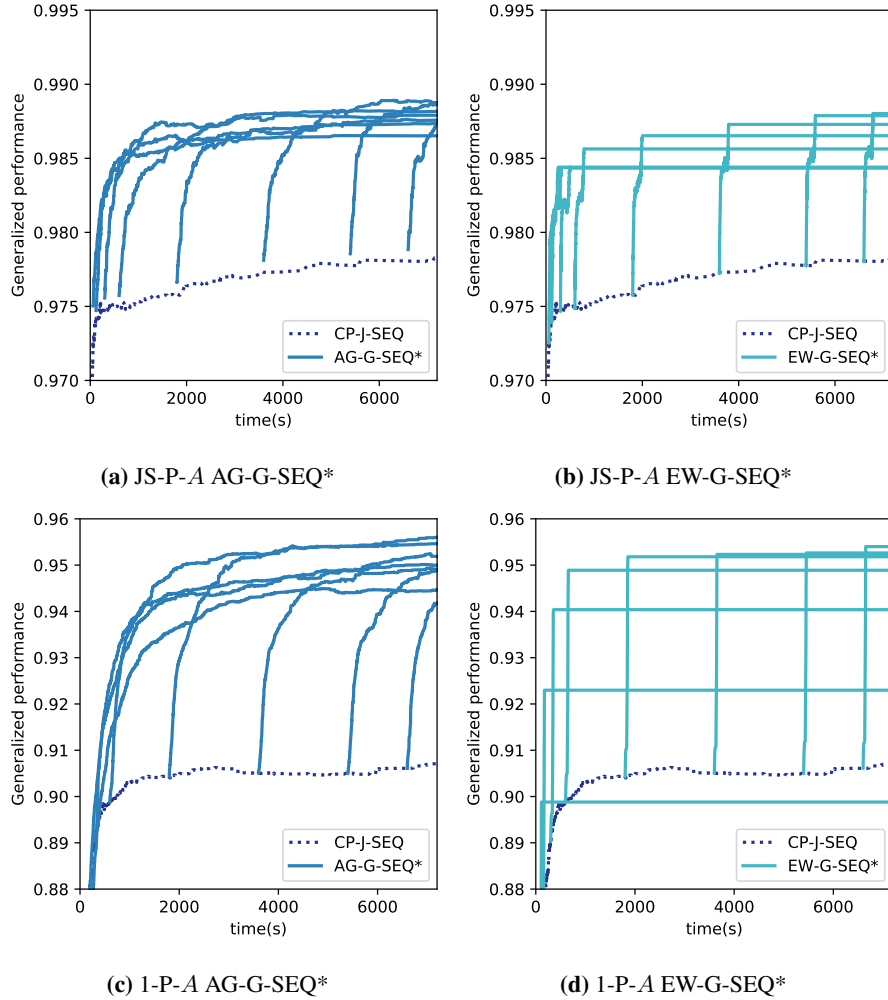 0.995
0.990
0.985
0.980
0.975
0.970
Generalized performance
0
2000
4000
6000
time(s)
CP-J-SEQ
AG-G-SEQ*
(a) JS-P-A AG-G-SEQ*
0.995
0.990
0.985
0.980
0.975
0.970
Generalized performance
0
2000
4000
6000
time(s)
CP-J-SEQ
EW-G-SEQ*
(b) JS-P-A EW-G-SEQ*
0.96
0.95
0.94
0.93
0.92
0.91
0.90
0.89
0.88
Generalized performance
0
2000
4000
6000
time(s)
CP-J-SEQ
AG-G-SEQ*
(c) 1-P-A AG-G-SEQ*
0.96
0.95
0.94
0.93
0.92
0.91
0.90
0.89
0.88
Generalized performance
0
2000
4000
6000
time(s)
CP-J-SEQ
EW-G-SEQ*
(d) 1-P-A EW-G-SEQ*